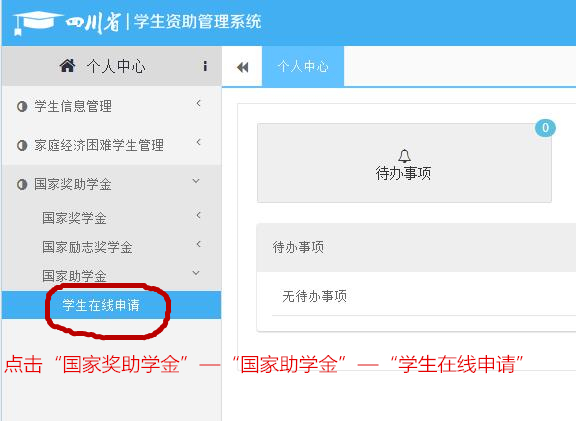 四川省 | 学生资助管理系统
个人中心
个人中心
学生信息管理
家庭经济困难学生管理
国家奖助学金
国家奖学金
国家励志奖学金
国家助学金
学生在线申请
0
待办事项
待办事项
无待办事项
点击“国家奖助学金”—“国家助学金”—“学生在线申请”